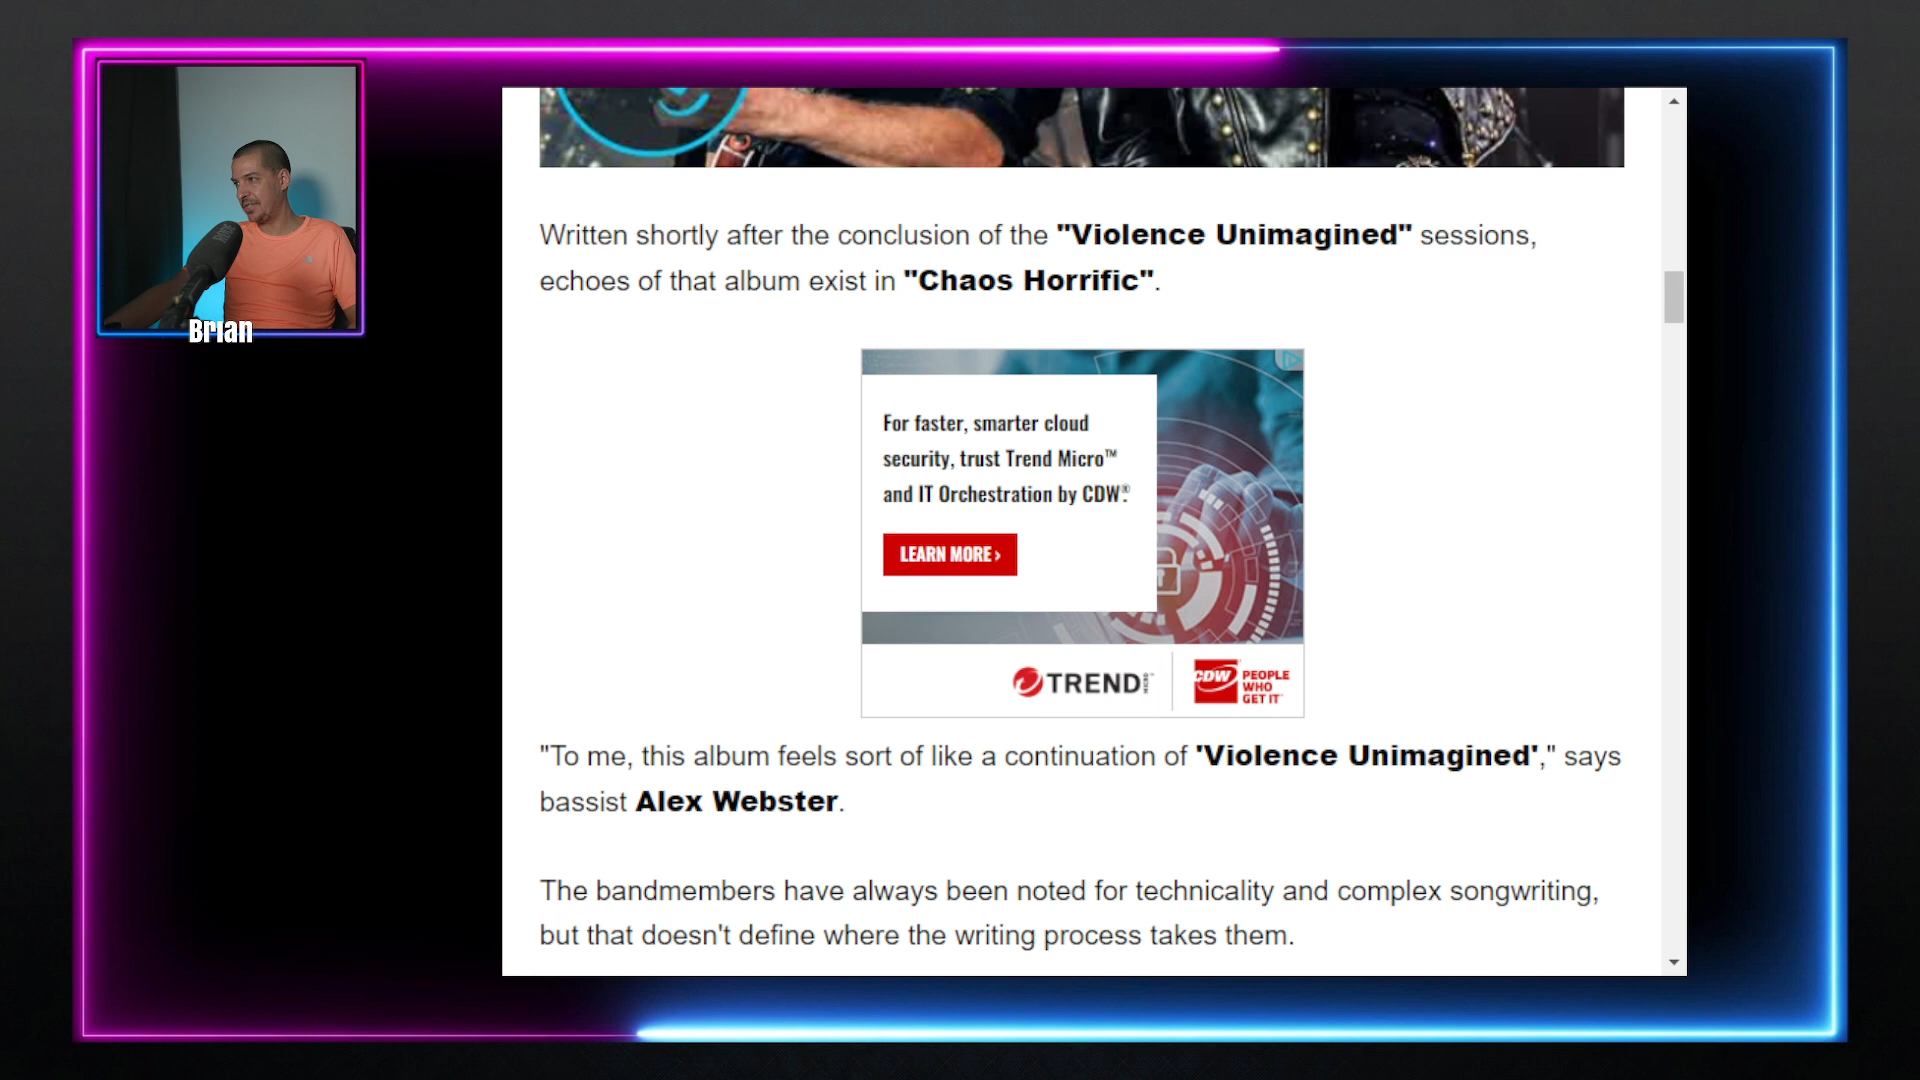 Written shortly after the conclusion of the "Violence Unimagined" sessions,
echoes of that album exist in "Chaos Horrific".
Brian
For faster, smarter cloud
security, trust Trend Micro™
and IT Orchestration by CDW®.
LEARN MORE ›
TREND MICRO™
CDW PEOPLE
WHO
GET IT
"To me, this album feels sort of like a continuation of 'Violence Unimagined'," says
bassist Alex Webster.
The bandmembers have always been noted for technicality and complex songwriting,
but that doesn't define where the writing process takes them.